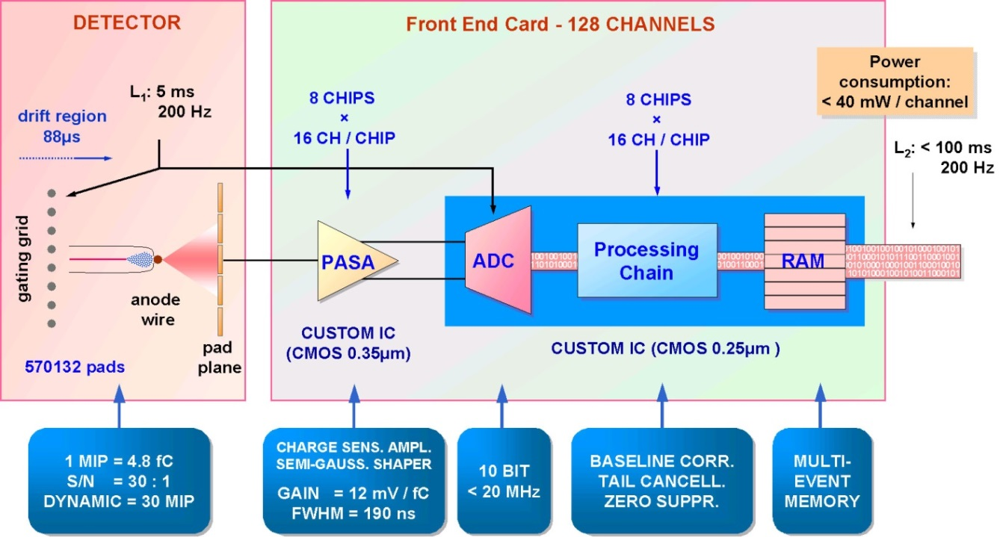 DETECTOR
L1: 5 ms
200 Hz
drift region
88µs
gating grid
anode
wire
pad
plane
570132 pads
Front End Card - 128 CHANNELS
8 CHIPS
×
16 CH / CHIP
8 CHIPS
×
16 CH / CHIP
Power
consumption:
< 40 mW / channel
L2: < 100 ms
200 Hz
PASA
ADC
Processing
Chain
RAM
CUSTOM IC
(CMOS 0.35µm)
CUSTOM IC (CMOS 0.25µm )
1 MIP = 4.8 fC
S/N = 30 : 1
DYNAMIC = 30 MIP
CHARGE SENS. AMPL.
SEMI-GAUSS. SHAPER
GAIN = 12 mV / fC
FWHM = 190 ns
10 BIT
< 20 MHz
BASELINE CORR.
TAIL CANCELL.
ZERO SUPPR.
MULTI-
EVENT
MEMORY